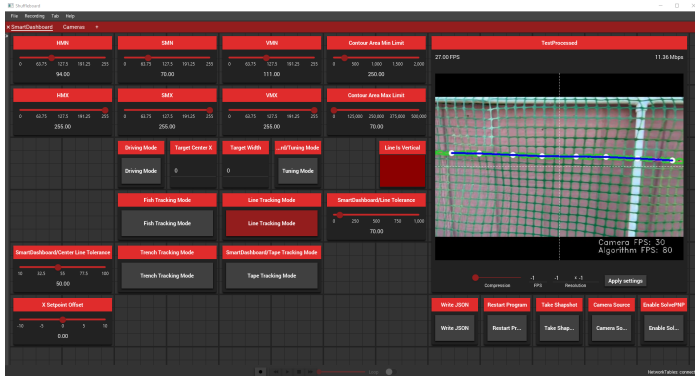 Shuffleboard
File Recording Tab Help
SmartDashboard Cameras +
HMN SMN VMN Contour Area Min Limit TestProcessed
0 63.75 127.5 191.25 255 0 63.75 127.5 191.25 255 0 63.75 127.5 191.25 255 0 500 1,000 1,500 2,000 27.00 FPS 11.36 Mbps
94.00 70.00 111.00 250.00
HMX SMX VMX Contour Area Max Limit
0 63.75 127.5 191.25 255 0 63.75 127.5 191.25 255 0 63.75 127.5 191.25 255 0 125,000 250,000 375,000 500,000
255.00 255.00 255.00 70.00
Driving Mode Target Center X Target Width ...nt/Tuning Mode Line Is Vertical
Driving Mode 0 0 Tuning Mode
Fish Tracking Mode Line Tracking Mode SmartDashboard/Line Tolerance
Fish Tracking Mode Line Tracking Mode 0 250 500 750 1,000
70.00
Camera FPS: 30
Algorithm FPS: 80
SmartDashboard/Center Line Tolerance Trench Tracking Mode SmartDashboard/Tape Tracking Mode
10 32.5 55 77.5 100 Trench Tracking Mode Tape Tracking Mode
50.00
-1 -1 × -1 Apply settings
Compression FPS Resolution
X Setpoint Offset Write JSON Restart Program Take Shapshot Camera Source Enable SolvePNP
-10 -5 0 5 10 Write JSON Restart Pr... Take Shap... Camera So... Enable Sol...
0.00